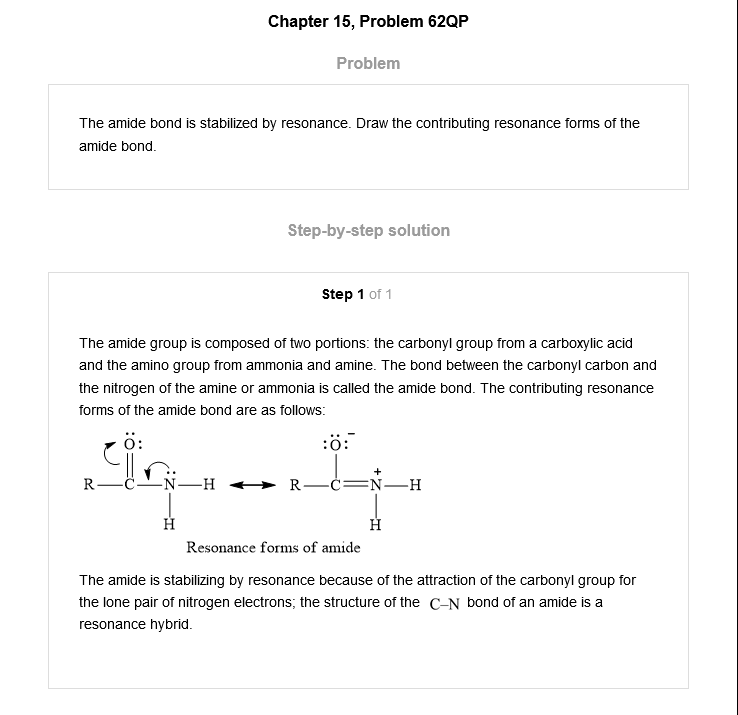 Chapter 15, Problem 62QP
Problem
The amide bond is stabilized by resonance. Draw the contributing resonance forms of the
amide bond.
Step-by-step solution
Step 1 of 1
The amide group is composed of two portions: the carbonyl group from a carboxylic acid
and the amino group from ammonia and amine. The bond between the carbonyl carbon and
the nitrogen of the amine or ammonia is called the amide bond. The contributing resonance
forms of the amide bond are as follows:
Ö: :Ö:⁻
+
R—C—N̈—H ⟷ R—C=N—H
H H
Resonance forms of amide
The amide is stabilizing by resonance because of the attraction of the carbonyl group for
the lone pair of nitrogen electrons; the structure of the C–N bond of an amide is a
resonance hybrid.